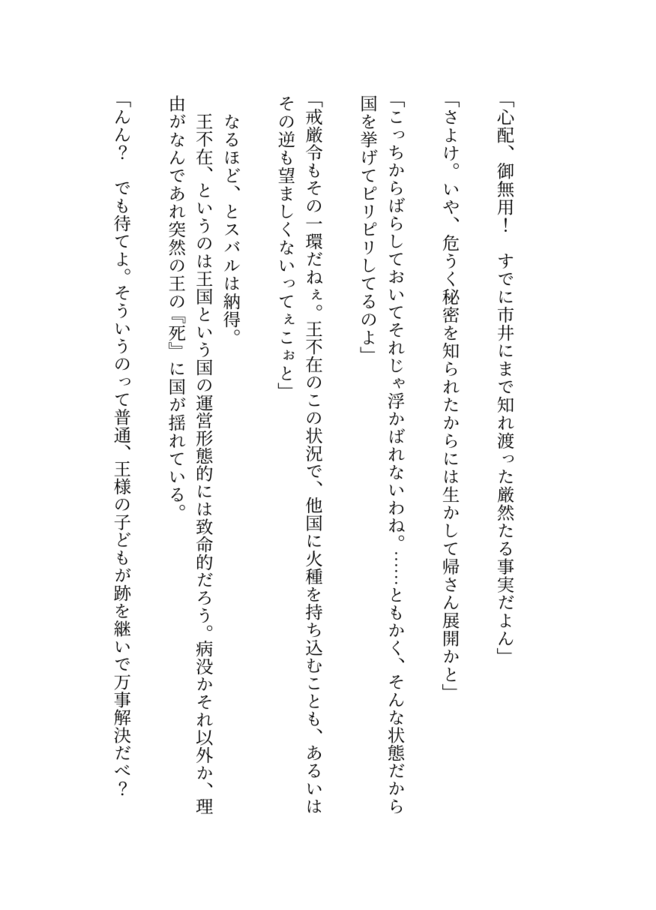 「心配、御無用！　すでに市井にまで知れ渡った厳然たる事実だよん」
「さよけ。いや、危うく秘密を知られたからには生かして帰さん展開かと」
「こっちからばらしておいてそれじゃ浮かばれないわね。……ともかく、そんな状態だから
国を挙げてピリピリしてるのよ」
「戒厳令もその一環だねぇ。王不在のこの状況で、他国に火種を持ち込むことも、あるいは
その逆も望ましくないってぇこぉと」
　なるほど、とスバルは納得。
　王不在、というのは王国という国の運営形態的には致命的だろう。病没かそれ以外か、理
由がなんであれ突然の王の『死』に国が揺れている。
「んん？　でも待てよ。そういうのって普通、王様の子どもが跡を継いで万事解決だべ？